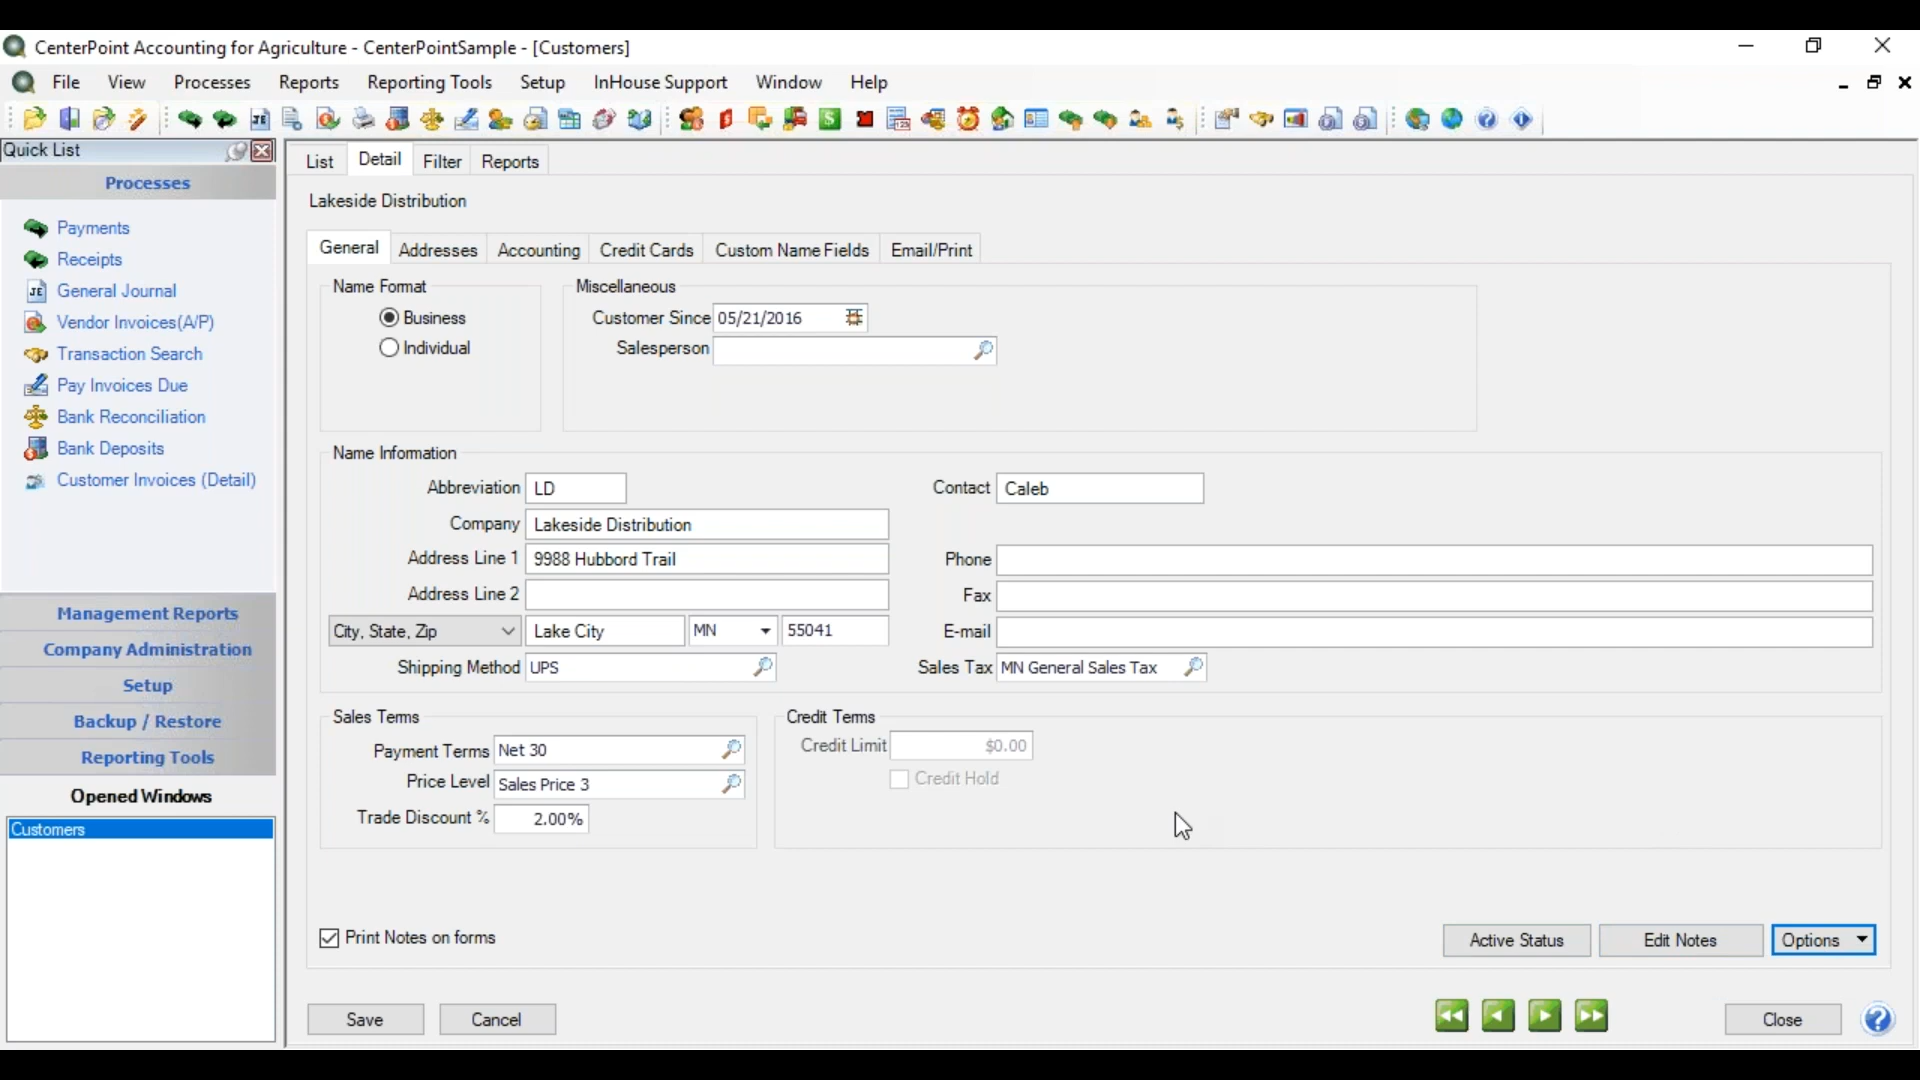 CenterPoint Accounting for Agriculture - CenterPointSample - [Customers]
File View Processes Reports Reporting Tools Setup InHouse Support Window Help
Quick List
Processes
Payments
Receipts
JE General Journal
Vendor Invoices(A/P)
Transaction Search
Pay Invoices Due
Bank Reconciliation
Bank Deposits
Customer Invoices (Detail)
Management Reports
Company Administration
Setup
Backup / Restore
Reporting Tools
Opened Windows
Customers
List Detail Filter Reports
Lakeside Distribution
General Addresses Accounting Credit Cards Custom Name Fields Email/Print
Name Format
Business
Individual
Miscellaneous
Customer Since 05/21/2016
Salesperson
Name Information
Abbreviation LD
Company Lakeside Distribution
Address Line 1 9988 Hubbord Trail
Address Line 2
City, State, Zip Lake City MN 55041
Shipping Method UPS
Contact Caleb
Phone
Fax
E-mail
Sales Tax MN General Sales Tax
Sales Terms
Payment Terms Net 30
Price Level Sales Price 3
Trade Discount % 2.00%
Credit Terms
Credit Limit $0.00
Credit Hold
Print Notes on forms
Active Status Edit Notes Options
Save Cancel Close